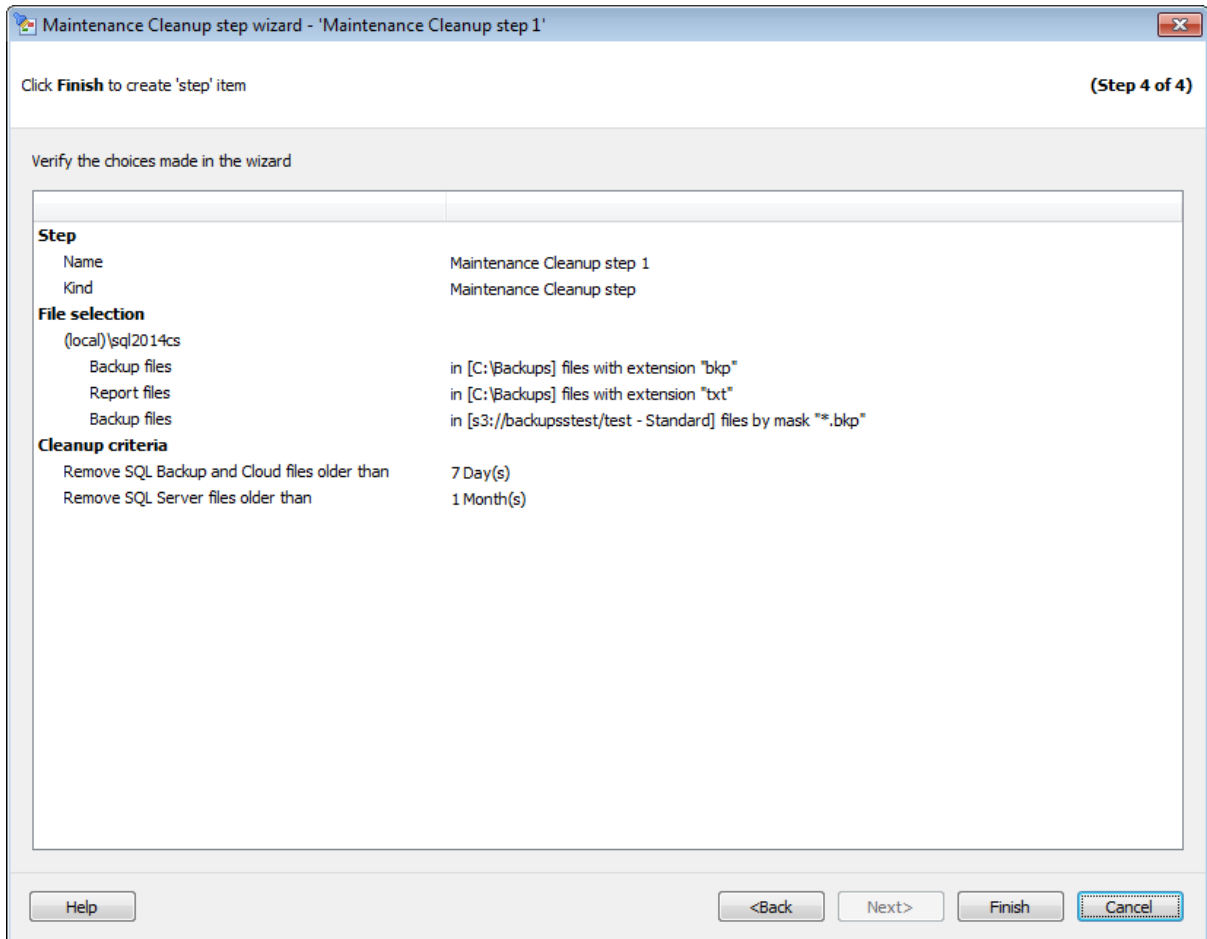 Maintenance Cleanup step wizard - 'Maintenance Cleanup step 1'
Click Finish to create 'step' item (Step 4 of 4)
Verify the choices made in the wizard
Step
Name Maintenance Cleanup step 1
Kind Maintenance Cleanup step
File selection
(local)\sql2014cs
Backup files in [C:\Backups] files with extension "bkp"
Report files in [C:\Backups] files with extension "txt"
Backup files in [s3://backupsstest/test - Standard] files by mask "*.bkp"
Cleanup criteria
Remove SQL Backup and Cloud files older than 7 Day(s)
Remove SQL Server files older than 1 Month(s)
Help <Back Next> Finish Cancel